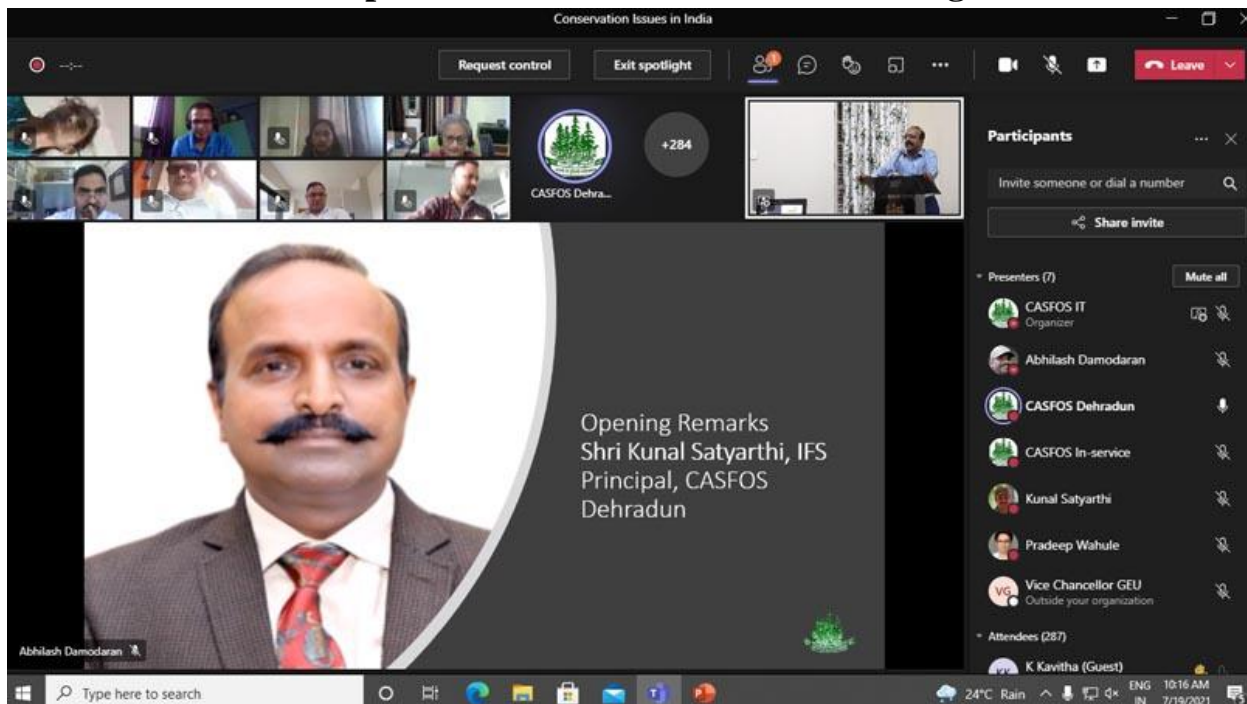 Conservation Issues in India
--:--
Request control
Exit spotlight
1
Leave
+284
CASFOS Dehra...
Participants
Invite someone or dial a number
Share invite
Presenters (7)
Mute all
CASFOS IT
Organizer
Abhilash Damodaran
CASFOS Dehradun
CASFOS In-service
Kunal Satyarthi
Pradeep Wahule
VG
Vice Chancellor GEU
Outside your organization
Attendees (287)
K Kavitha (Guest)
Opening Remarks
Shri Kunal Satyarthi, IFS
Principal, CASFOS
Dehradun
Abhilash Damodaran
Type here to search
24°C Rain
ENG
IN
10:16 AM
7/19/2021